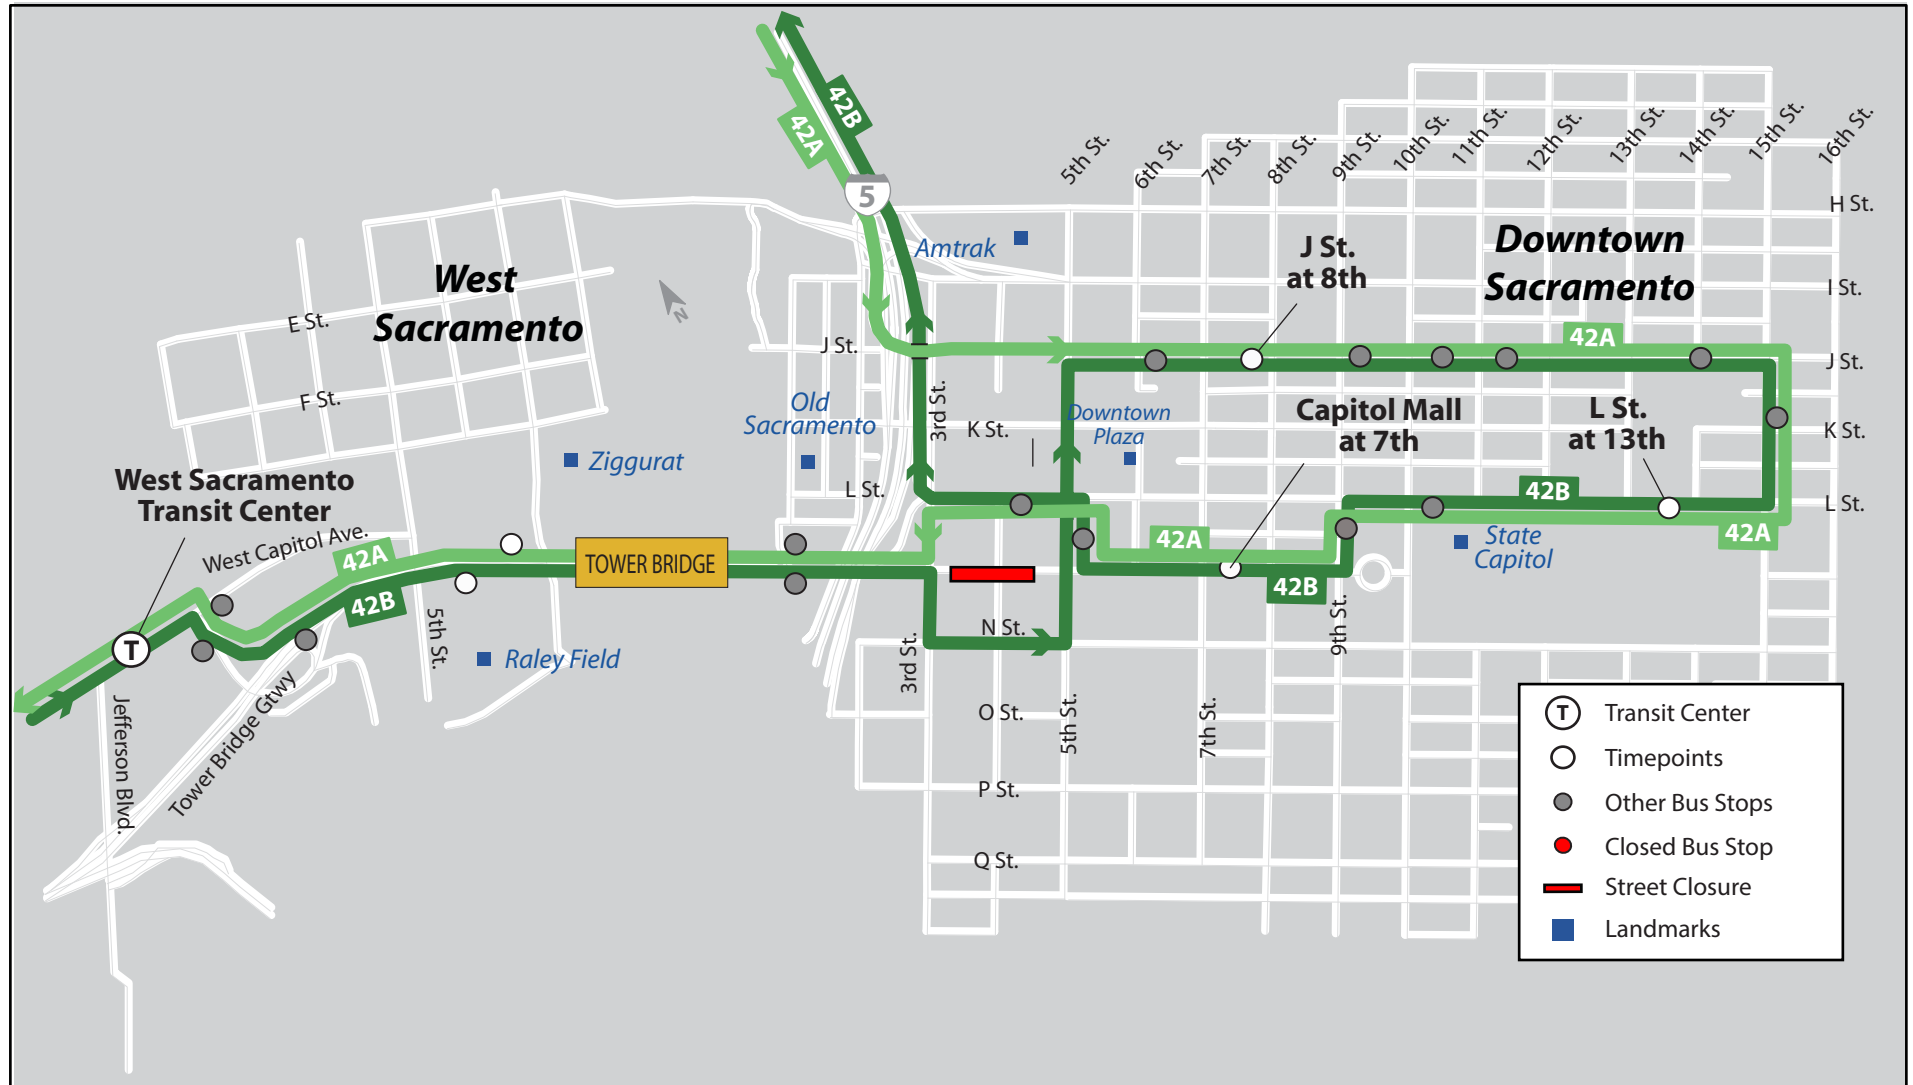 42B
42A
5
5th St.
6th St.
7th St.
8th St.
9th St.
10th St.
11th St.
12th St.
13th St.
14th St.
15th St.
16th St.
H St.
Amtrak
J St.
at 8th
Downtown
Sacramento
I St.
West
Sacramento
N
E St.
F St.
J St.
42A
J St.
3rd St.
Old
Sacramento
K St.
Downtown
Plaza
Capitol Mall
at 7th
L St.
at 13th
K St.
Ziggurat
West Sacramento
Transit Center
L St.
42B
L St.
West Capitol Ave.
42A
TOWER BRIDGE
42A
State
Capitol
42A
42B
42B
5th St.
Raley Field
3rd St.
N St.
9th St.
T
Jefferson Blvd.
Tower Bridge Gtwy
O St.
5th St.
7th St.
P St.
Q St.
T Transit Center
Timepoints
Other Bus Stops
Closed Bus Stop
Street Closure
Landmarks